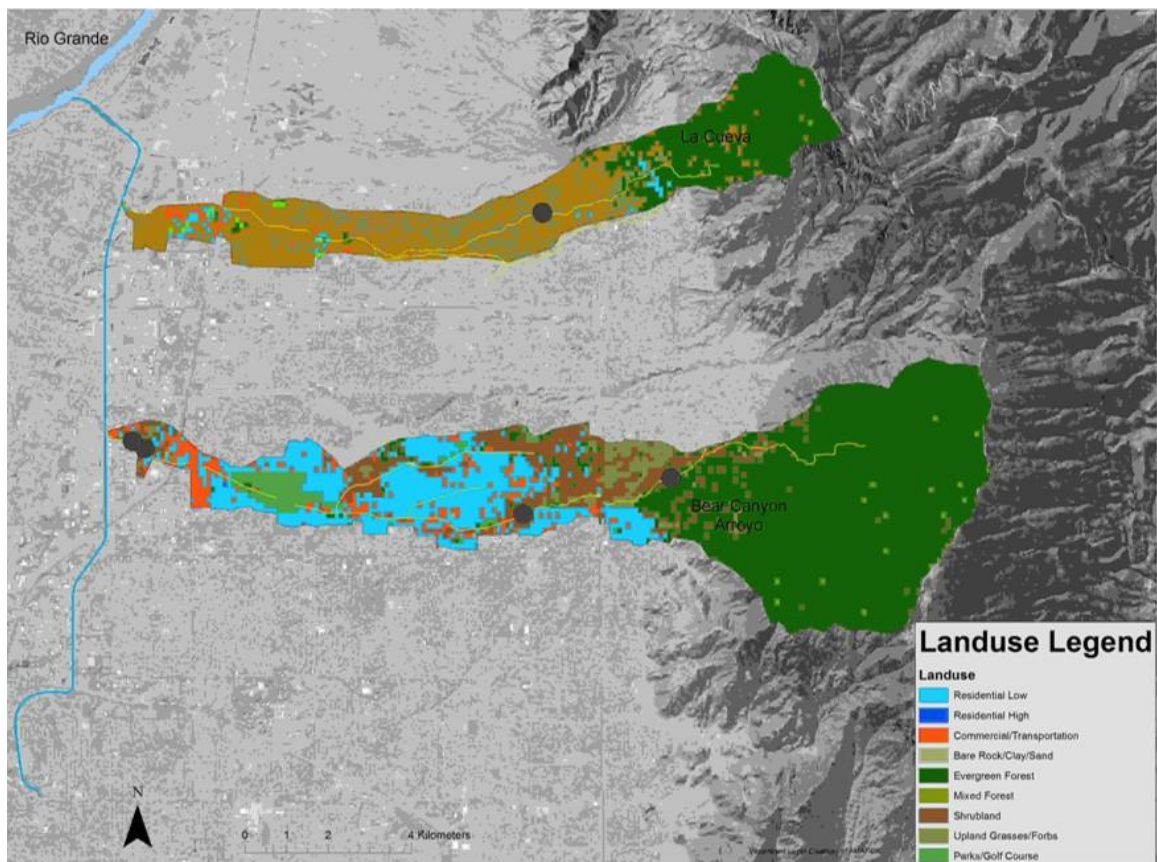 Rio Grande
La Cueva
Bear Canyon
Arroyo
N
0 1 2 4 Kilometers
Landuse Legend
Landuse
Residential Low
Residential High
Commercial/Transportation
Bare Rock/Clay/Sand
Evergreen Forest
Mixed Forest
Shrubland
Upland Grasses/Forbs
Parks/Golf Course